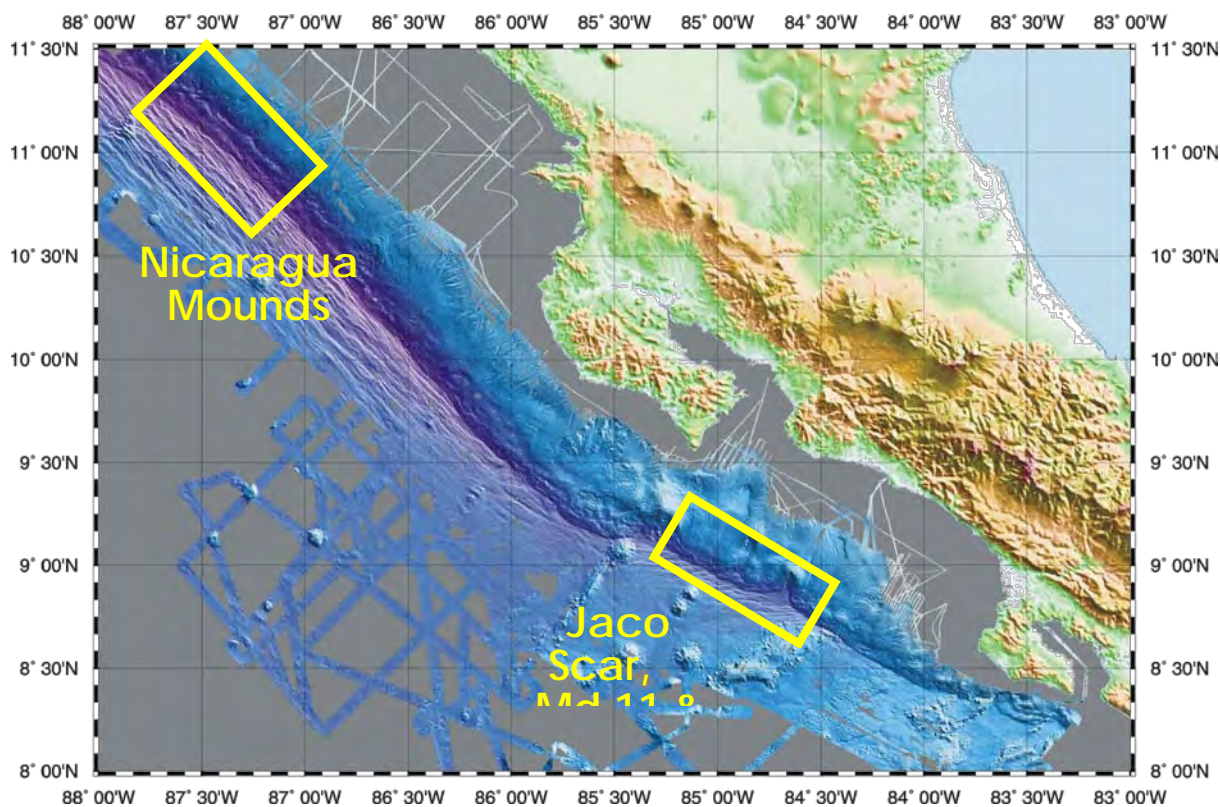 88° 00'W 87° 30'W 87° 00'W 86° 30'W 86° 00'W 85° 30'W 85° 00'W 84° 30'W 84° 00'W 83° 30'W 83° 00'W
11° 30'N 11° 30'N
11° 00'N 11° 00'N
10° 30'N 10° 30'N
Nicaragua
Mounds
10° 00'N 10° 00'N
9° 30'N 9° 30'N
9° 00'N 9° 00'N
Jaco
Scar,
8° 30'N 8° 30'N
Md 11 &
8° 00'N 8° 00'N
88° 00'W 87° 30'W 87° 00'W 86° 30'W 86° 00'W 85° 30'W 85° 00'W 84° 30'W 84° 00'W 83° 30'W 83° 00'W